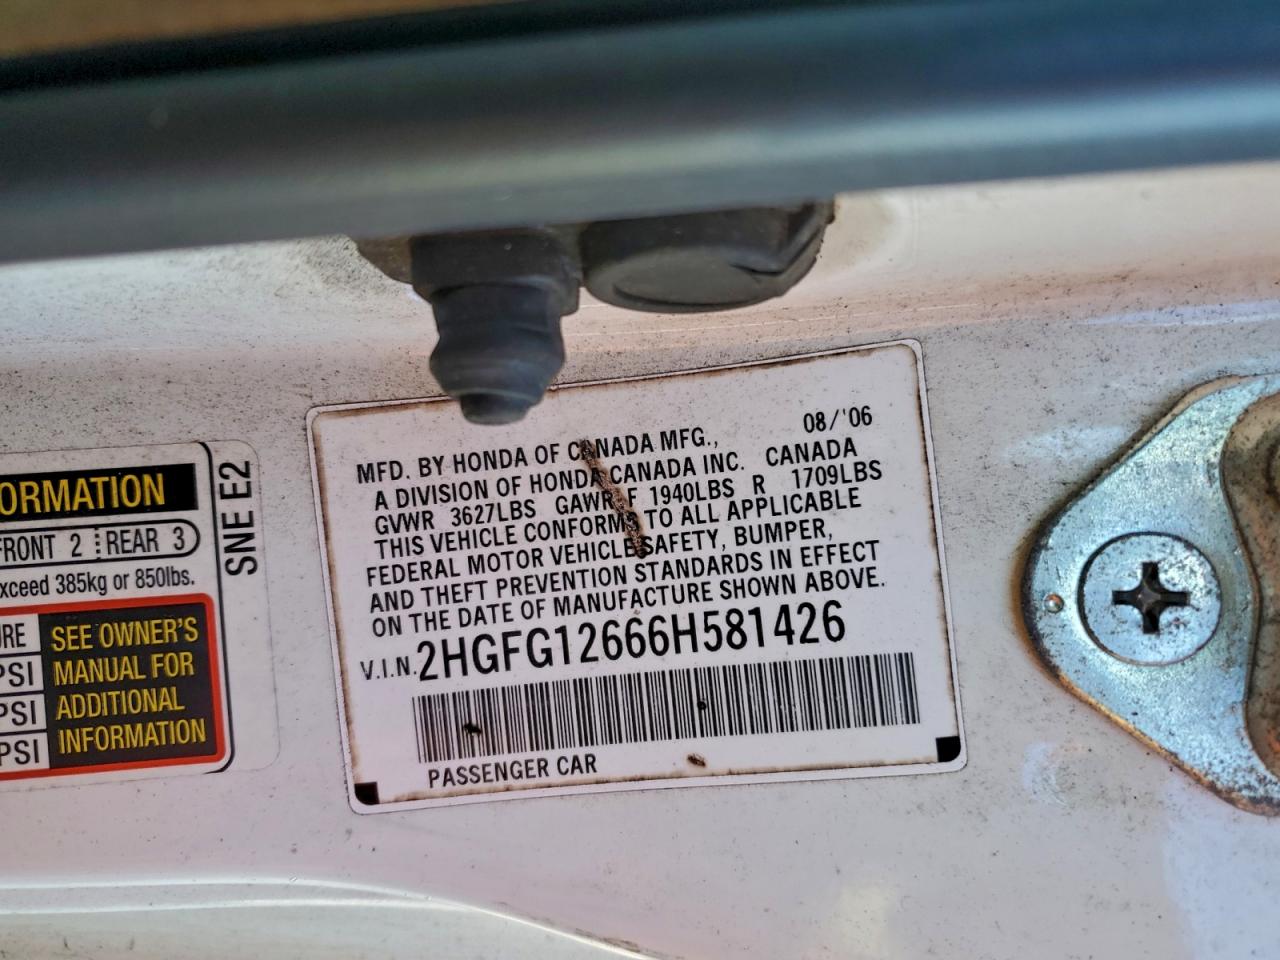 ORMATION
FRONT 2 REAR 3
exceed 385kg or 850lbs.
URE
PSI
PSI
PSI
SEE OWNER'S
MANUAL FOR
ADDITIONAL
INFORMATION
SNE E2
08/'06
MFD. BY HONDA OF CANADA MFG.,
A DIVISION OF HONDA CANADA INC. CANADA
GVWR 3627LBS GAWR F 1940LBS R 1709LBS
THIS VEHICLE CONFORMS TO ALL APPLICABLE
FEDERAL MOTOR VEHICLE SAFETY, BUMPER,
AND THEFT PREVENTION STANDARDS IN EFFECT
ON THE DATE OF MANUFACTURE SHOWN ABOVE.
V.I.N. 2HGFG12666H581426
PASSENGER CAR